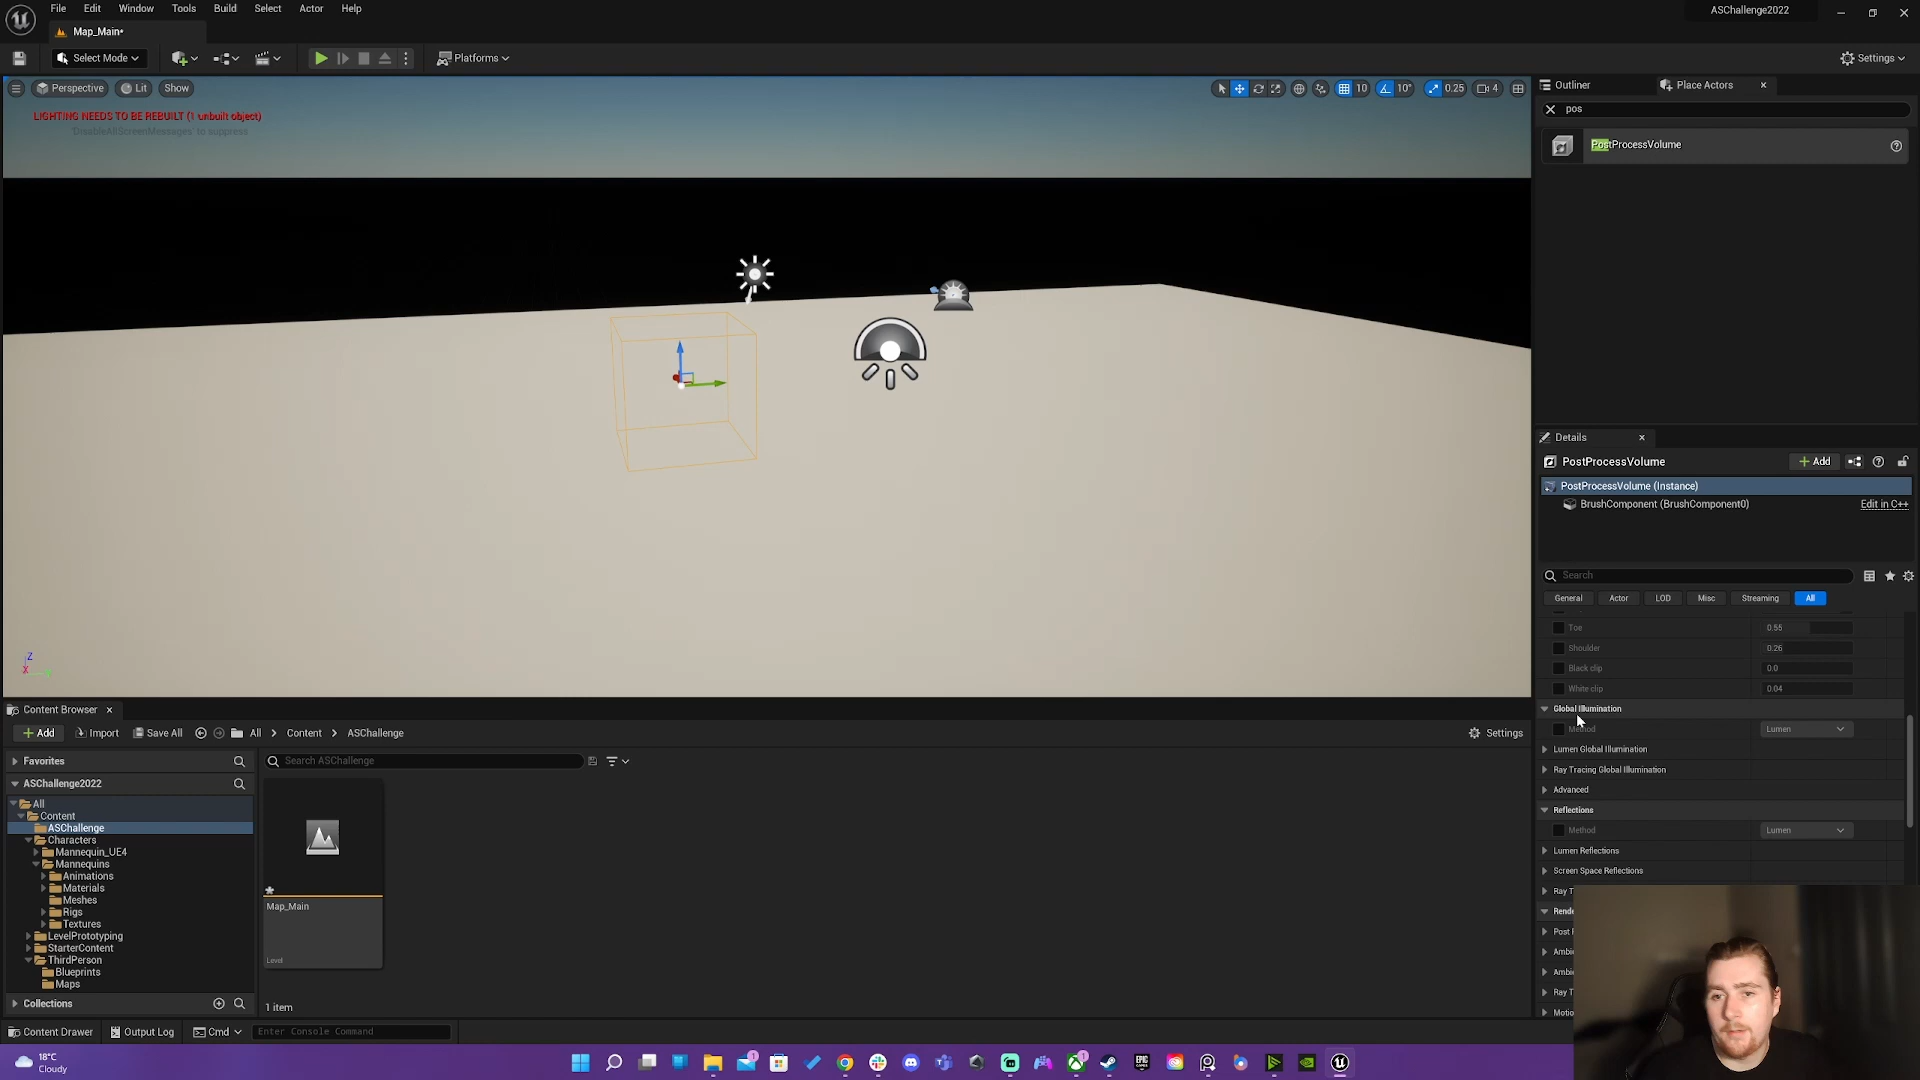 File Edit Window Tools Build Select Actor Help
ASChallenge2022
Map_Main•
Select Mode
Platforms
Settings
Perspective Lit Show
10 10° 0.25 4
LIGHTING NEEDS TO BE REBUILT (1 unbuilt object)
'DisableAllScreenMessages' to suppress
Outliner Place Actors
pos
PostProcessVolume
Details
PostProcessVolume
+ Add
PostProcessVolume (Instance)
BrushComponent (BrushComponent0) Edit in C++
Search
General Actor LOD Misc Streaming All
Toe 0.55
Shoulder 0.26
Black clip 0.0
White clip 0.04
Global Illumination
Method Lumen
Lumen Global Illumination
Ray Tracing Global Illumination
Advanced
Reflections
Method Lumen
Lumen Reflections
Screen Space Reflections
Ray T
Rende
Post
Ambi
Ambi
Ray T
Motio
Z
X
Y
Content Browser
+ Add Import Save All All > Content > ASChallenge Settings
Favorites
ASChallenge2022
All
Content
ASChallenge
Characters
Mannequin_UE4
Mannequins
Animations
Materials
Meshes
Rigs
Textures
LevelPrototyping
StarterContent
ThirdPerson
Blueprints
Maps
Collections
Search ASChallenge
Map_Main
Level
1 item
Content Drawer Output Log Cmd Enter Console Command
18°C
Cloudy